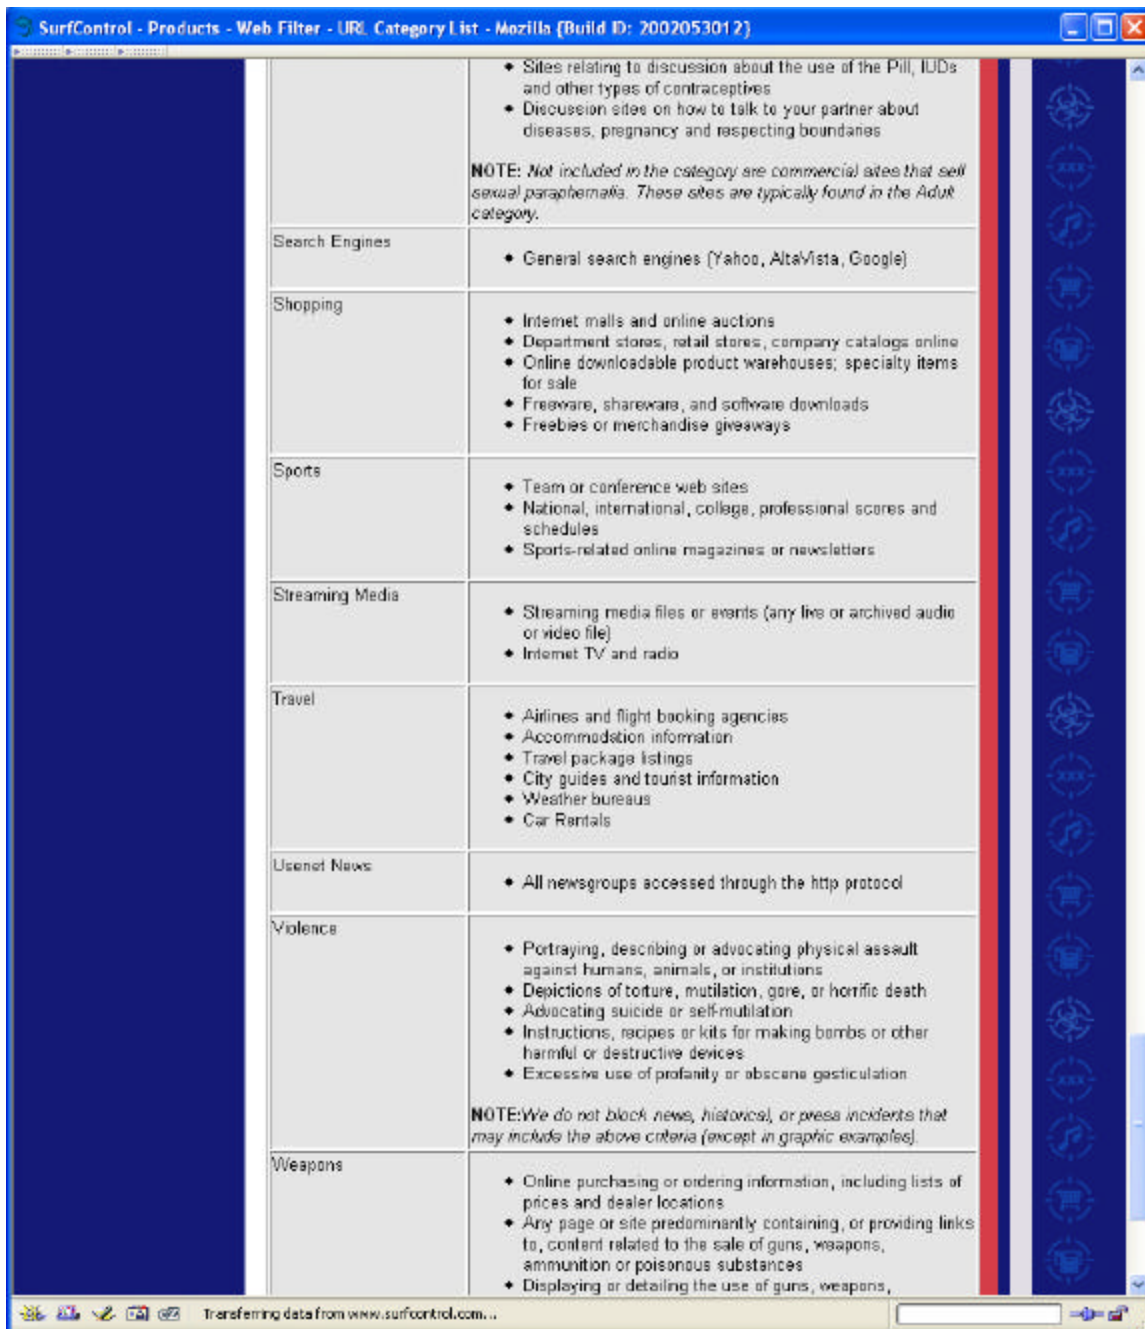 SurfControl - Products - Web Filter - URL Category List - Mozilla {Build ID: 2002053012}
Sites relating to discussion about the use of the Pill, IUDs
and other types of contraceptives
Discussion sites on how to talk to your partner about
diseases, pregnancy and respecting boundaries
NOTE: Not included in the category are commercial sites that sell
sexual paraphernalia. These sites are typically found in the Adult
category.
Search Engines
General search engines (Yahoo, AltaVista, Google)
Shopping
Internet malls and online auctions
Department stores, retail stores, company catalogs online
Online downloadable product warehouses; specialty items
for sale
Freeware, shareware, and software downloads
Freebies or merchandise giveaways
Sports
Team or conference web sites
National, international, college, professional scores and
schedules
Sports-related online magazines or newsletters
Streaming Media
Streaming media files or events (any live or archived audio
or video file)
Internet TV and radio
Travel
Airlines and flight booking agencies
Accommodation information
Travel package listings
City guides and tourist information
Weather bureaus
Car Rentals
Usenet News
All newsgroups accessed through the http protocol
Violence
Portraying, describing or advocating physical assault
against humans, animals, or institutions
Depictions of torture, mutilation, gore, or horrific death
Advocating suicide or self-mutilation
Instructions, recipes or kits for making bombs or other
harmful or destructive devices
Excessive use of profanity or obscene gesticulation
NOTE:We do not block news, historical, or press incidents that
may include the above criteria (except in graphic examples).
Weapons
Online purchasing or ordering information, including lists of
prices and dealer locations
Any page or site predominantly containing, or providing links
to, content related to the sale of guns, weapons,
ammunition or poisonous substances
Displaying or detailing the use of guns, weapons,
Transferring data from www.surfcontrol.com...